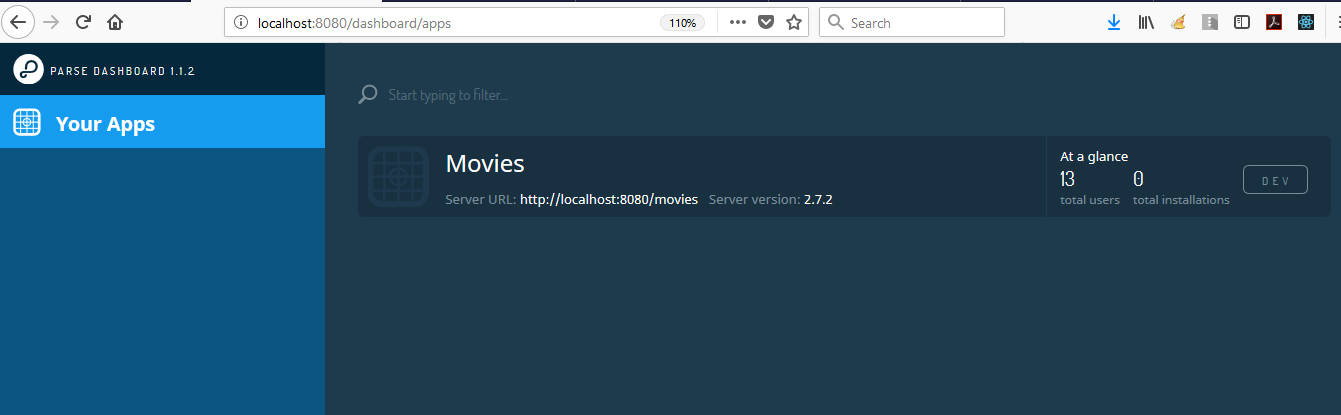 localhost:8080/dashboard/apps 110% Search
PARSE DASHBOARD 1.1.2
Your Apps
Start typing to filter...
Movies
Server URL: http://localhost:8080/movies Server version: 2.7.2
At a glance
13 0
total users total installations
DEV